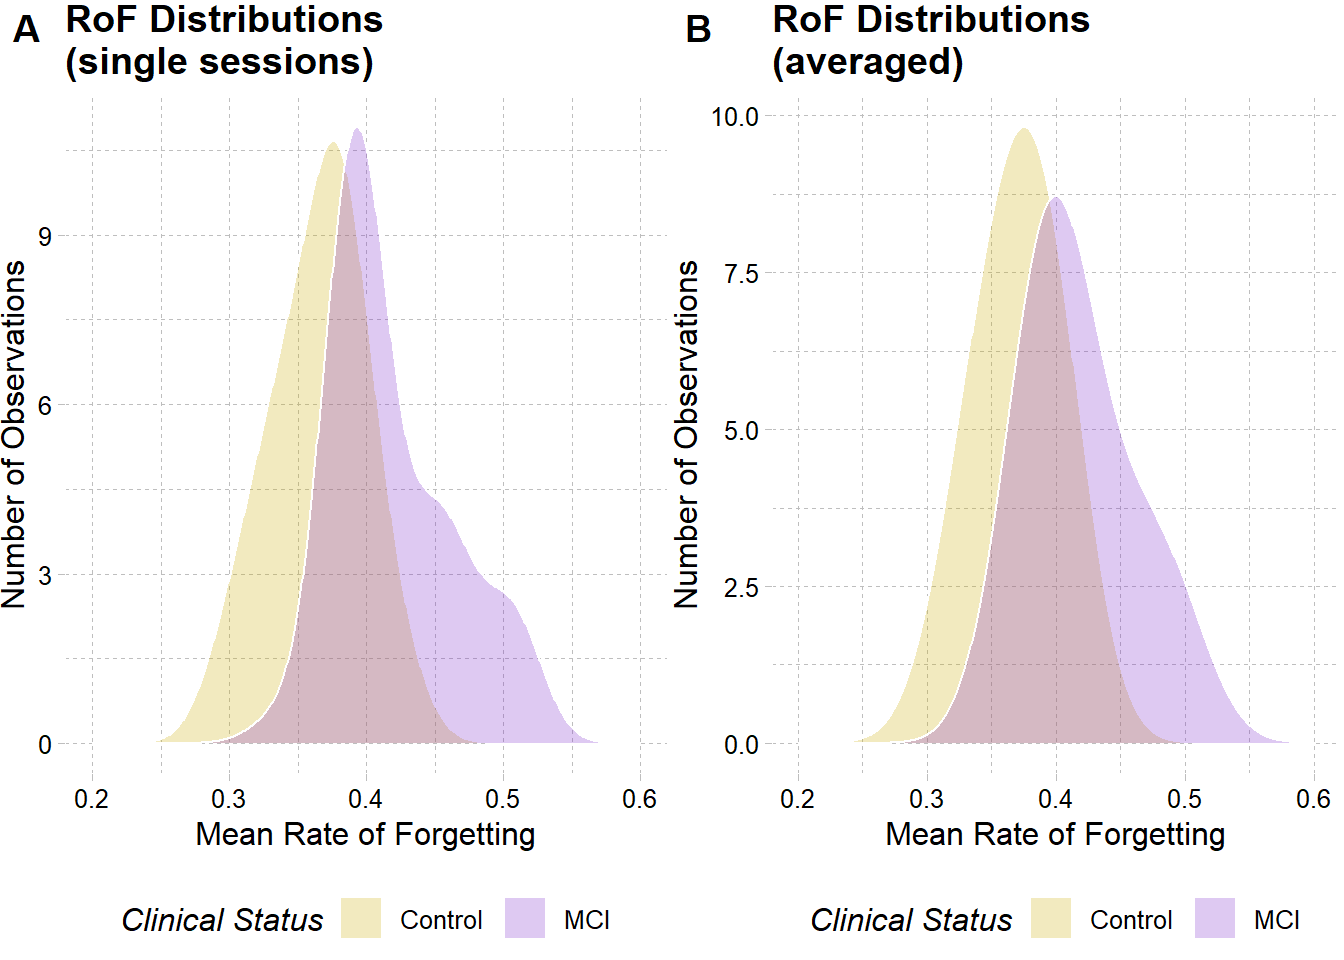 A
RoF Distributions
(single sessions)
Number of Observations
9
6
3
0
0.2 0.3 0.4 0.5 0.6
Mean Rate of Forgetting
Clinical Status Control MCI
B
RoF Distributions
(averaged)
Number of Observations
10.0
7.5
5.0
2.5
0.0
0.2 0.3 0.4 0.5 0.6
Mean Rate of Forgetting
Clinical Status Control MCI